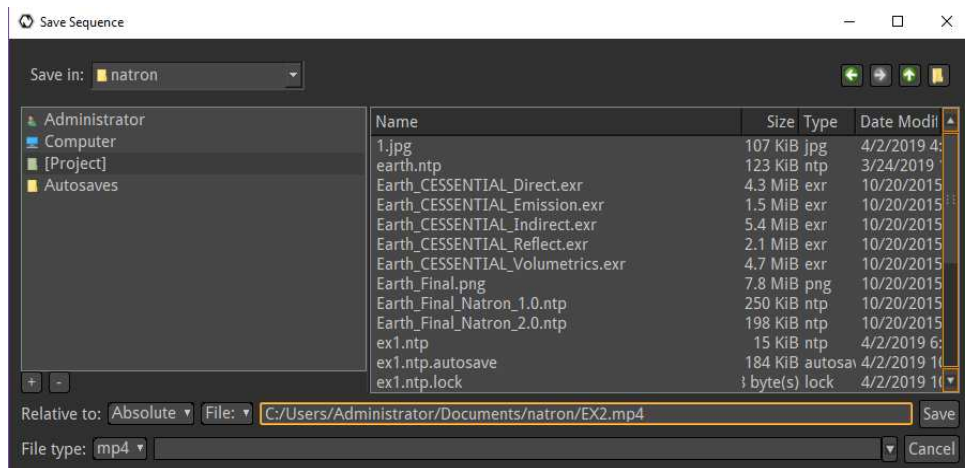 Save Sequence
Save in: natron
Administrator
Computer
[Project]
Autosaves
Name Size Type Date Modif
1.jpg 107 KiB jpg 4/2/2019 4:
earth.ntp 123 KiB ntp 3/24/2019
Earth_CESSENTIAL_Direct.exr 4.3 MiB exr 10/20/2015
Earth_CESSENTIAL_Emission.exr 1.5 MiB exr 10/20/2015
Earth_CESSENTIAL_Indirect.exr 5.4 MiB exr 10/20/2015
Earth_CESSENTIAL_Reflect.exr 2.1 MiB exr 10/20/2015
Earth_CESSENTIAL_Volumetrics.exr 4.7 MiB exr 10/20/2015
Earth_Final.png 7.8 MiB png 10/20/2015
Earth_Final_Natron_1.0.ntp 250 KiB ntp 10/20/2015
Earth_Final_Natron_2.0.ntp 198 KiB ntp 10/20/2015
ex1.ntp 15 KiB ntp 4/2/2019 6:
ex1.ntp.autosave 184 KiB autosav 4/2/2019
ex1.ntp.lock byte(s) lock 4/2/2019
+ -
Relative to: Absolute File: C:/Users/Administrator/Documents/natron/EX2.mp4 Save
File type: mp4 Cancel